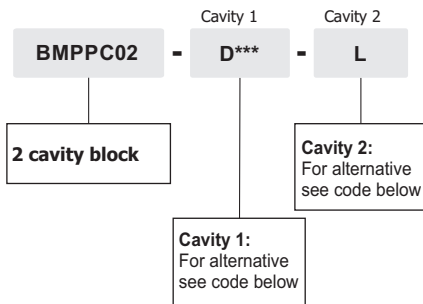 Cavity 1 Cavity 2
BMPPC02 - D*** - L
2 cavity block
Cavity 2:
For alternative
see code below
Cavity 1:
For alternative
see code below